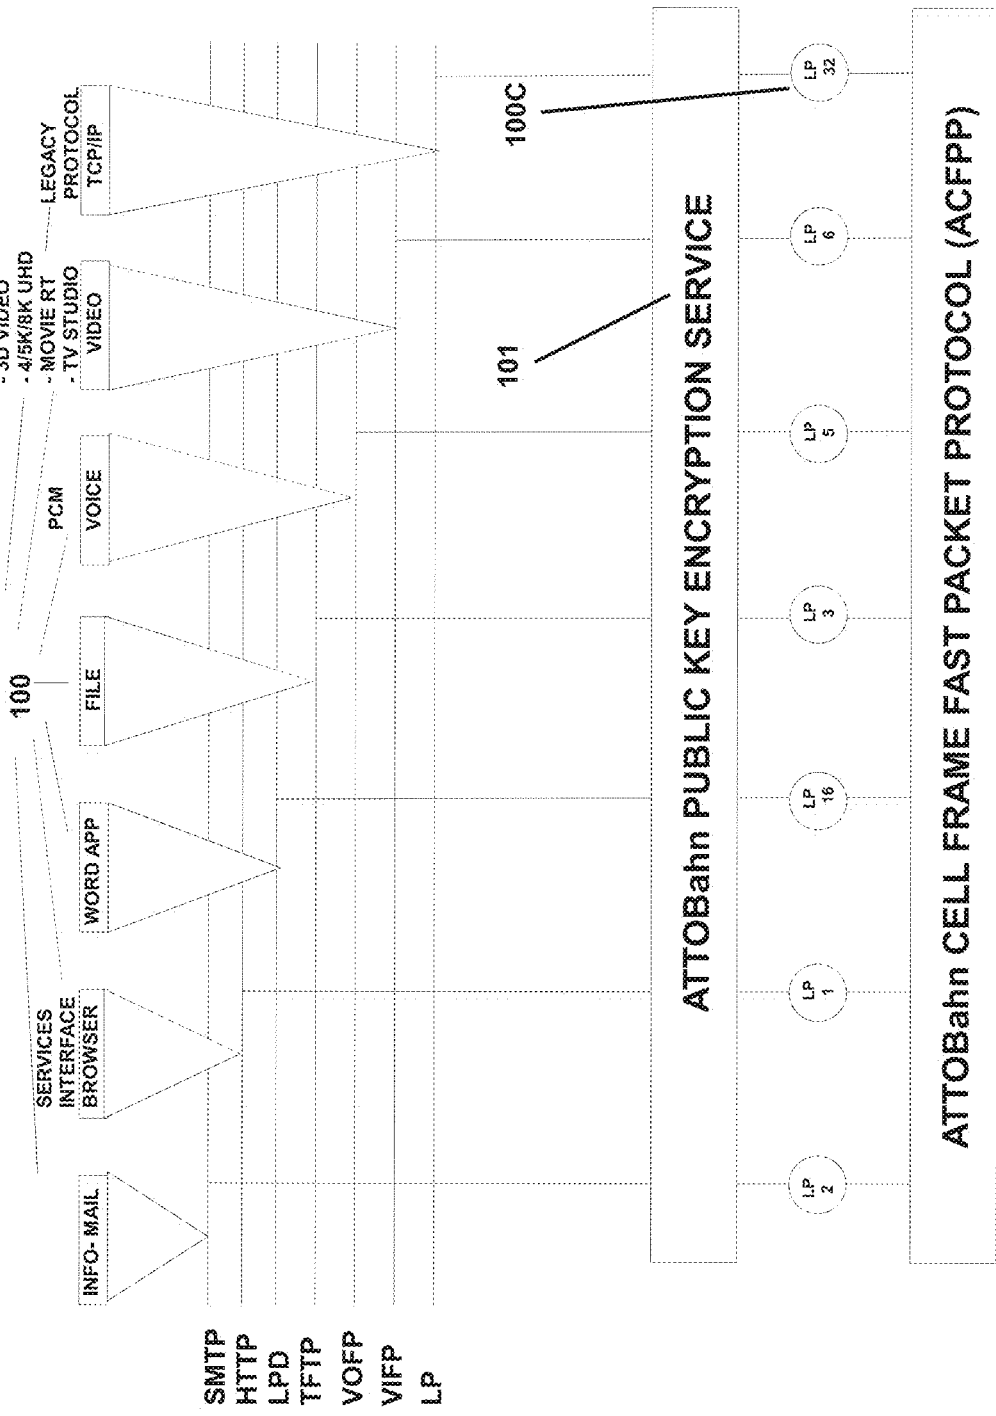 100
- 3D VIDEO
- 4/5K/8K UHD
- MOVIE RT
- TV STUDIO
LEGACY
PROTOCOL
PCM
SERVICES
INTERFACE
INFO- MAIL
BROWSER
WORD APP
FILE
VOICE
VIDEO
TCP/IP
SMTP
HTTP
LPD
TFTP
VOFP
VIFP
LP
101
100C
ATTOBahn PUBLIC KEY ENCRYPTION SERVICE
LP
2
LP
1
LP
16
LP
3
LP
5
LP
6
LP
32
ATTOBahn CELL FRAME FAST PACKET PROTOCOL (ACFPP)